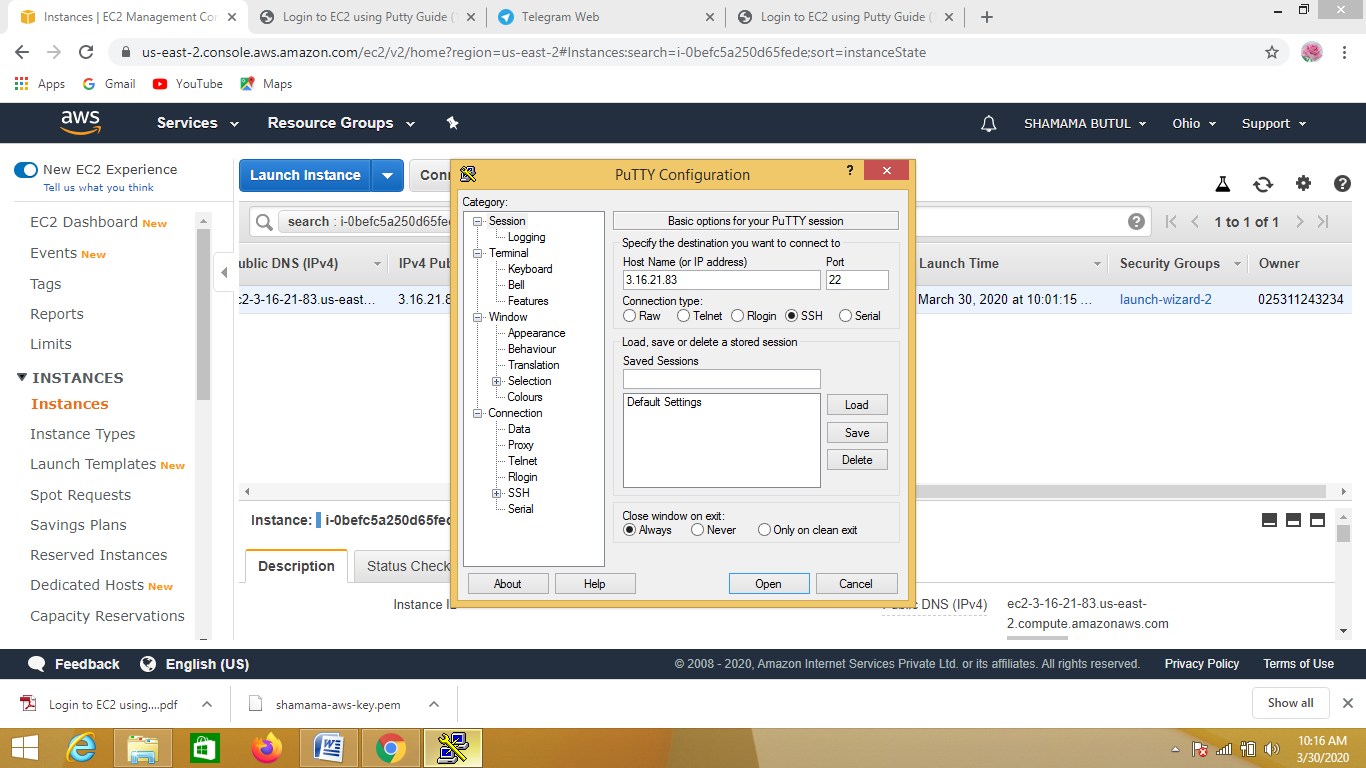 Instances | EC2 Management Con
Login to EC2 using Putty Guide (
Telegram Web
Login to EC2 using Putty Guide (
us-east-2.console.aws.amazon.com/ec2/v2/home?region=us-east-2#Instances:search=i-0befc5a250d65fede;sort=instanceState
Apps
Gmail
YouTube
Maps
aws
Services
Resource Groups
SHAMAMA BUTUL
Ohio
Support
New EC2 Experience
Tell us what you think
EC2 Dashboard New
Events New
Tags
Reports
Limits
INSTANCES
Instances
Instance Types
Launch Templates New
Spot Requests
Savings Plans
Reserved Instances
Dedicated Hosts New
Capacity Reservations
Launch Instance
Conn
search : i-0befc5a250d65fe
1 to 1 of 1
ublic DNS (IPv4)
IPv4 Pub
Launch Time
Security Groups
Owner
c2-3-16-21-83.us-east...
3.16.21.8
March 30, 2020 at 10:01:15 ...
launch-wizard-2
025311243234
PuTTY Configuration
?
Category:
Session
Logging
Terminal
Keyboard
Bell
Features
Window
Appearance
Behaviour
Translation
Selection
Colours
Connection
Data
Proxy
Telnet
Rlogin
SSH
Serial
Basic options for your PuTTY session
Specify the destination you want to connect to
Host Name (or IP address)
Port
3.16.21.83
22
Connection type:
Raw
Telnet
Rlogin
SSH
Serial
Load, save or delete a stored session
Saved Sessions
Default Settings
Load
Save
Delete
Close window on exit:
Always
Never
Only on clean exit
About
Help
Open
Cancel
Instance:
i-0befc5a250d65fed
Description
Status Check
Instance ID
Public DNS (IPv4)
ec2-3-16-21-83.us-east-
2.compute.amazonaws.com
Feedback
English (US)
© 2008 - 2020, Amazon Internet Services Private Ltd. or its affiliates. All rights reserved.
Privacy Policy
Terms of Use
Login to EC2 using....pdf
shamama-aws-key.pem
Show all
10:16 AM
3/30/2020